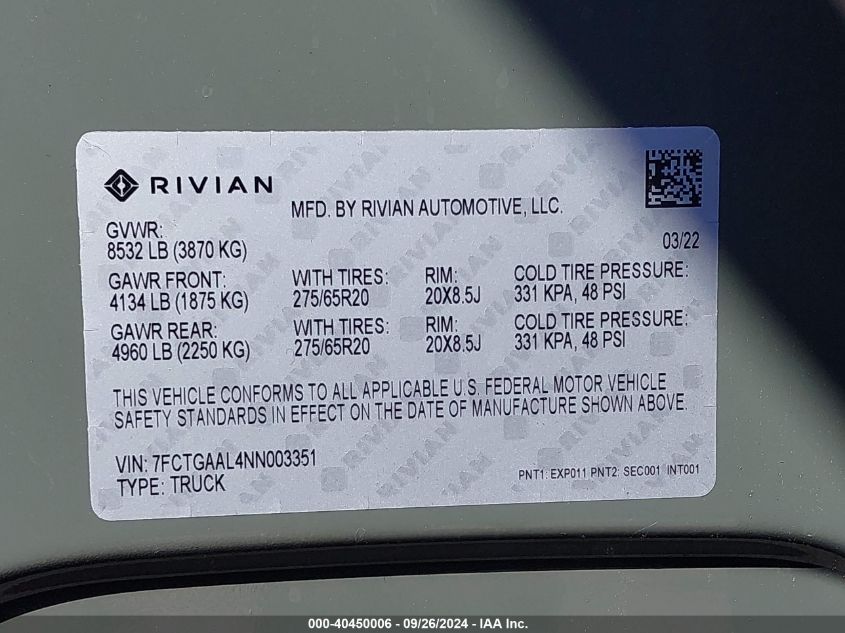 RIVIAN
MFD. BY RIVIAN AUTOMOTIVE, LLC.
GVWR:
8532 LB (3870 KG)
03/22
GAWR FRONT: WITH TIRES: RIM: COLD TIRE PRESSURE:
4134 LB (1875 KG) 275/65R20 20X8.5J 331 KPA, 48 PSI
GAWR REAR: WITH TIRES: RIM: COLD TIRE PRESSURE:
4960 LB (2250 KG) 275/65R20 20X8.5J 331 KPA, 48 PSI
THIS VEHICLE CONFORMS TO ALL APPLICABLE U.S. FEDERAL MOTOR VEHICLE
SAFETY STANDARDS IN EFFECT ON THE DATE OF MANUFACTURE SHOWN ABOVE.
VIN: 7FCTGAAL4NN003351
TYPE: TRUCK
PNT1: EXP011 PNT2: SEC001 INT001
000-40450006 - 09/26/2024 - IAA Inc.